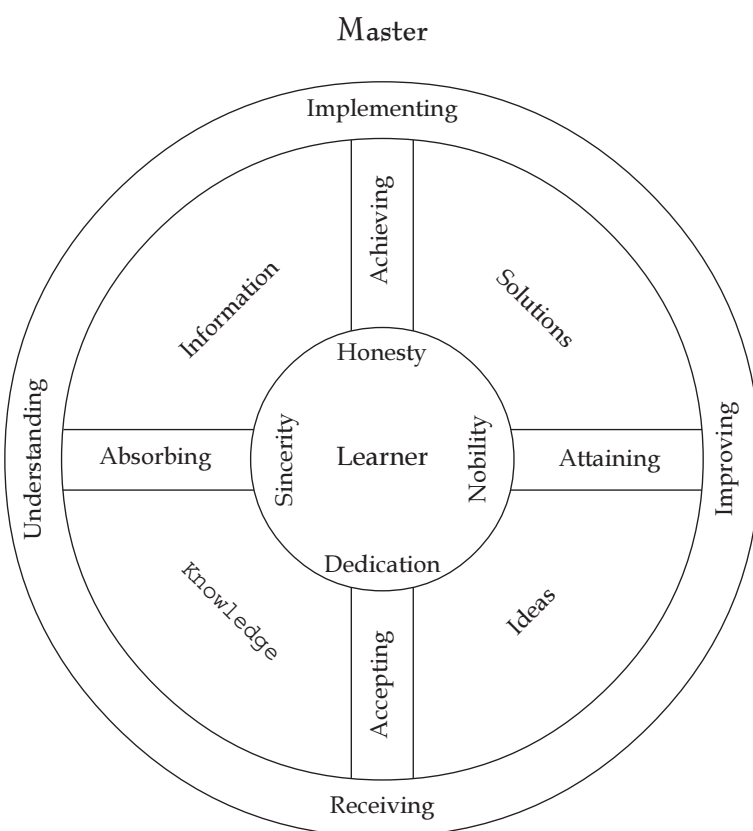 Master
Implementing
Achieving
Information
Solutions
Honesty
Understanding
Absorbing
Sincerity
Learner
Nobility
Attaining
Improving
Dedication
Knowledge
Ideas
Accepting
Receiving